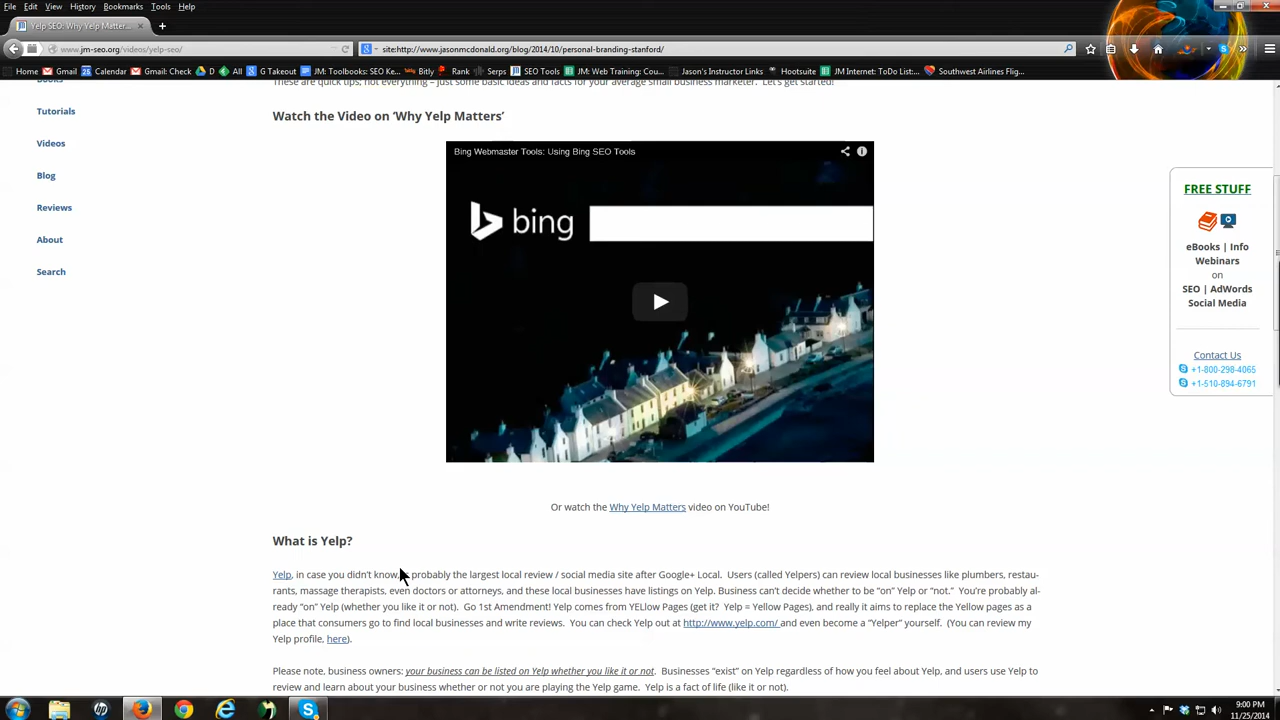 File Edit View History Bookmarks Tools Help
Yelp SEO: Why Yelp Matter...
www.jm-seo.org/videos/yelp-seo/
site:http://www.jasonmcdonald.org/blog/2014/10/personal-branding-stanford/
Home Gmail Calendar Gmail: Check D All G Takeout JM: Toolbooks: SEO Ke... Bitly Rank Serps SEO Tools JM: Web Training: Cou... Jason's Instructor Links Hootsuite JM Internet: ToDo List:... Southwest Airlines Flig...
Books
Tutorials
Videos
Blog
Reviews
About
Search
These are quick tips; not everything – just some basic ideas and facts for your average small business marketer. Let's get started!
Watch the Video on 'Why Yelp Matters'
Bing Webmaster Tools: Using Bing SEO Tools
bing
Or watch the Why Yelp Matters video on YouTube!
What is Yelp?
Yelp, in case you didn't know, probably the largest local review / social media site after Google+ Local. Users (called Yelpers) can review local businesses like plumbers, restau-
rants, massage therapists, even doctors or attorneys, and these local businesses have listings on Yelp. Business can't decide whether to be "on" Yelp or "not." You're probably al-
ready "on" Yelp (whether you like it or not). Go 1st Amendment! Yelp comes from YELlow Pages (get it? Yelp = Yellow Pages), and really it aims to replace the Yellow pages as a
place that consumers go to find local businesses and write reviews. You can check Yelp out at http://www.yelp.com/ and even become a "Yelper" yourself. (You can review my
Yelp profile, here).
Please note, business owners: your business can be listed on Yelp whether you like it or not. Businesses "exist" on Yelp regardless of how you feel about Yelp, and users use Yelp to
review and learn about your business whether or not you are playing the Yelp game. Yelp is a fact of life (like it or not).
FREE STUFF
eBooks | Info
Webinars
on
SEO | AdWords
Social Media
Contact Us
+1-800-298-4065
+1-510-894-6791
9:00 PM
11/25/2014